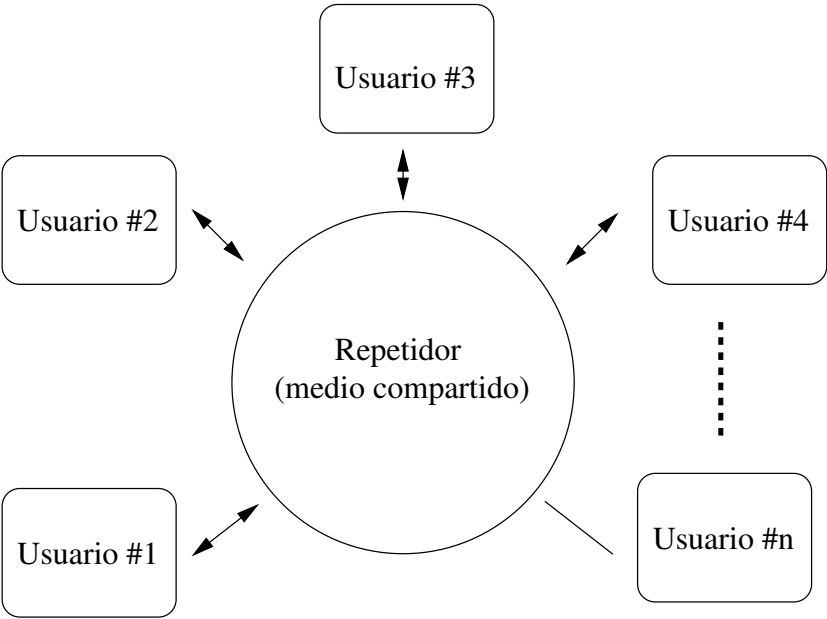 Usuario #3
Usuario #2
Usuario #4
Repetidor
(medio compartido)
Usuario #1
Usuario #n